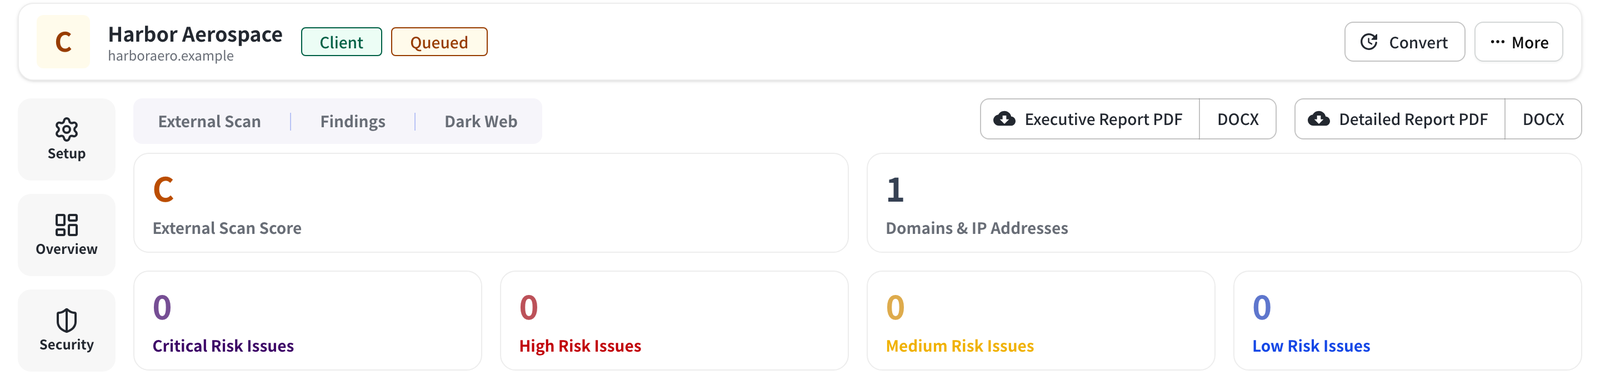 C
Harbor Aerospace
harboraero.example
Client
Queued
Convert
··· More
Setup
Overview
Security
External Scan
Findings
Dark Web
Executive Report PDF
DOCX
Detailed Report PDF
DOCX
C
External Scan Score
1
Domains & IP Addresses
0
Critical Risk Issues
0
High Risk Issues
0
Medium Risk Issues
0
Low Risk Issues